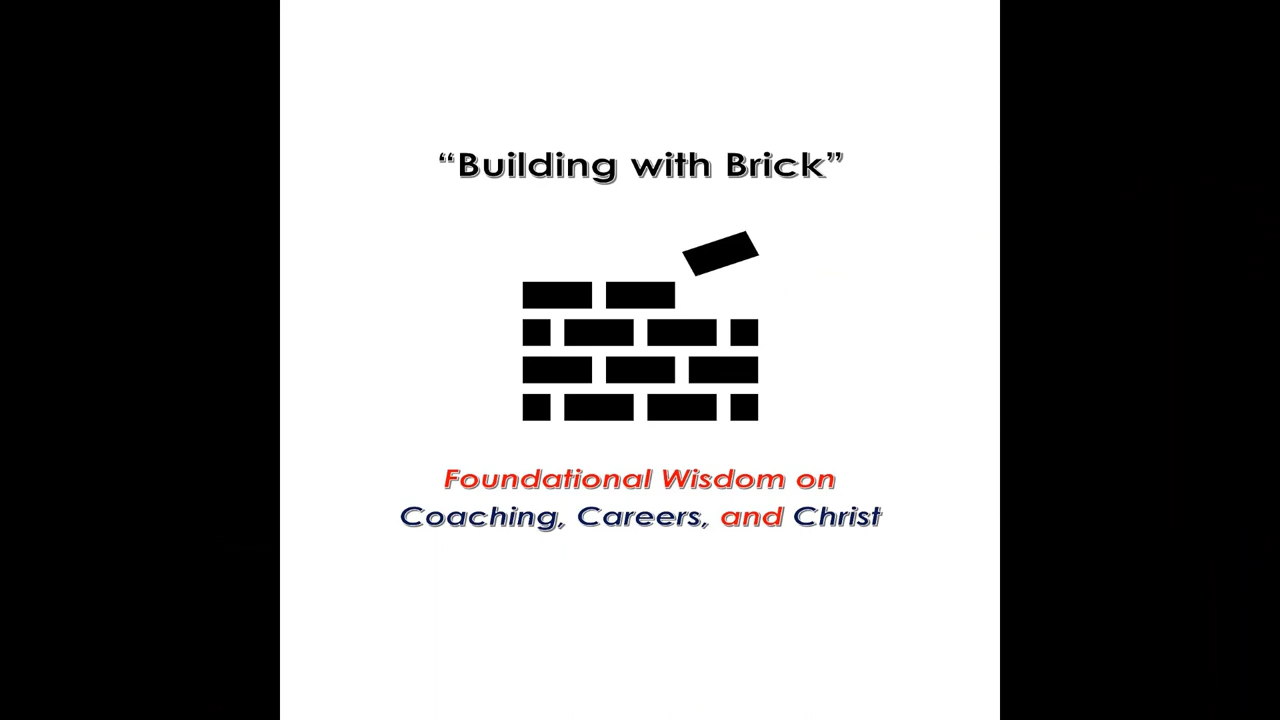 “Building with Brick”
Foundational Wisdom on
Coaching, Careers, and Christ